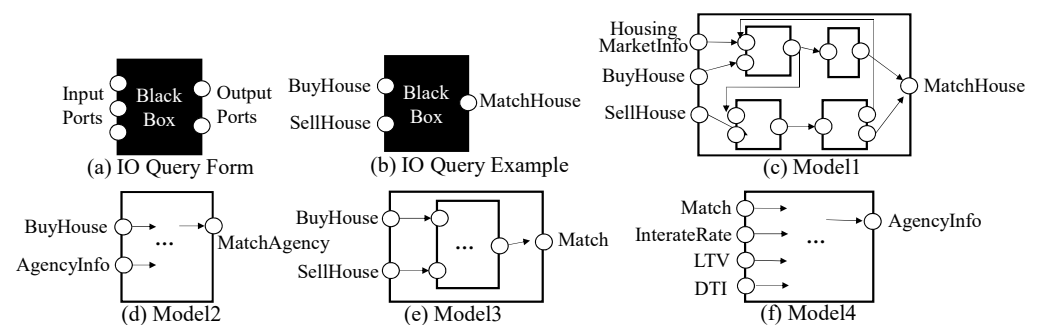 Input
Ports
Black
Box
Output
Ports
(a) IO Query Form
BuyHouse
SellHouse
Black
Box
MatchHouse
(b) IO Query Example
Housing
MarketInfo
BuyHouse
SellHouse
MatchHouse
(c) Model1
BuyHouse
AgencyInfo
...
MatchAgency
(d) Model2
BuyHouse
SellHouse
...
Match
(e) Model3
Match
InterateRate
LTV
DTI
...
AgencyInfo
(f) Model4